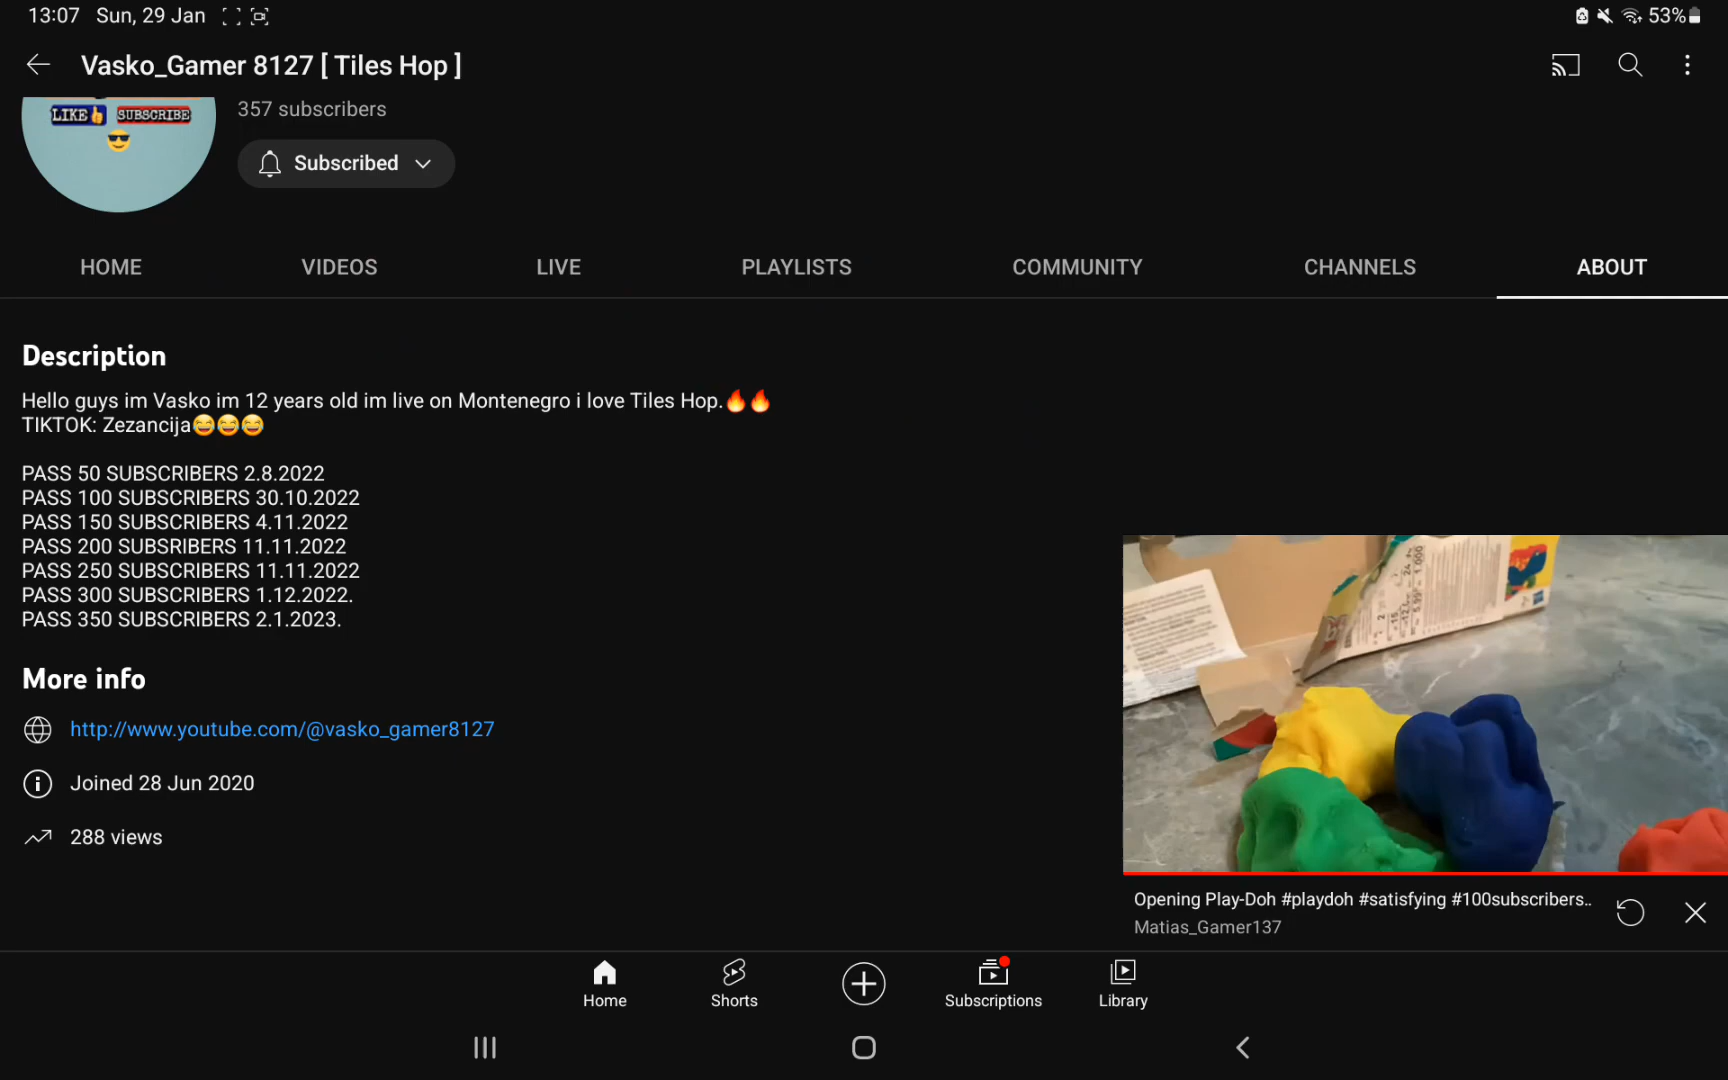 13:07 Sun, 29 Jan
53%
Vasko_Gamer 8127 [ Tiles Hop ]
LIKE👍 SUBSCRIBE
😎
357 subscribers
Subscribed
HOME VIDEOS LIVE PLAYLISTS COMMUNITY CHANNELS ABOUT
Description
Hello guys im Vasko im 12 years old im live on Montenegro i love Tiles Hop.🔥🔥
TIKTOK: Zezancija😂😂😂
PASS 50 SUBSCRIBERS 2.8.2022
PASS 100 SUBSCRIBERS 30.10.2022
PASS 150 SUBSCRIBERS 4.11.2022
PASS 200 SUBSRIBERS 11.11.2022
PASS 250 SUBSCRIBERS 11.11.2022
PASS 300 SUBSCRIBERS 1.12.2022.
PASS 350 SUBSCRIBERS 2.1.2023.
More info
http://www.youtube.com/@vasko_gamer8127
Joined 28 Jun 2020
288 views
Opening Play-Doh #playdoh #satisfying #100subscribers..
Matias_Gamer137
Home Shorts Subscriptions Library